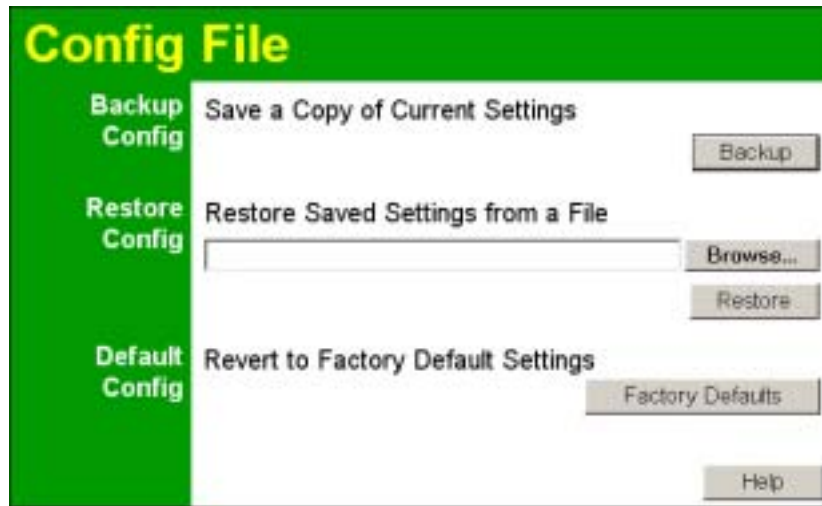 Config File
Backup
Config
Save a Copy of Current Settings
Backup
Restore
Config
Restore Saved Settings from a File
Browse...
Restore
Default
Config
Revert to Factory Default Settings
Factory Defaults
Help